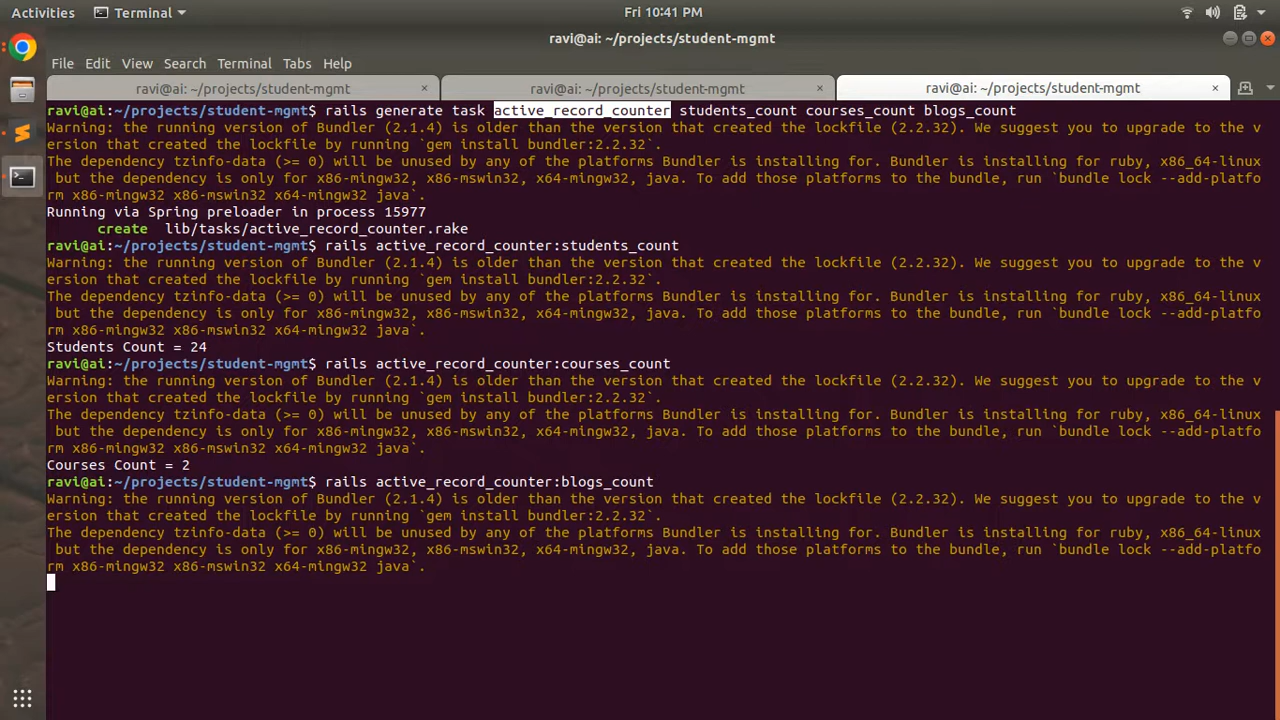 Activities
Terminal
Fri 10:41 PM
ravi@ai: ~/projects/student-mgmt
File Edit View Search Terminal Tabs Help
ravi@ai: ~/projects/student-mgmt × ravi@ai: ~/projects/student-mgmt × ravi@ai: ~/projects/student-mgmt ×
ravi@ai:~/projects/student-mgmt$ rails generate task active_record_counter students_count courses_count blogs_count
Warning: the running version of Bundler (2.1.4) is older than the version that created the lockfile (2.2.32). We suggest you to upgrade to the v
ersion that created the lockfile by running `gem install bundler:2.2.32`.
The dependency tzinfo-data (>= 0) will be unused by any of the platforms Bundler is installing for. Bundler is installing for ruby, x86_64-linux
but the dependency is only for x86-mingw32, x86-mswin32, x64-mingw32, java. To add those platforms to the bundle, run `bundle lock --add-platfo
rm x86-mingw32 x86-mswin32 x64-mingw32 java`.
Running via Spring preloader in process 15977
create lib/tasks/active_record_counter.rake
ravi@ai:~/projects/student-mgmt$ rails active_record_counter:students_count
Warning: the running version of Bundler (2.1.4) is older than the version that created the lockfile (2.2.32). We suggest you to upgrade to the v
ersion that created the lockfile by running `gem install bundler:2.2.32`.
The dependency tzinfo-data (>= 0) will be unused by any of the platforms Bundler is installing for. Bundler is installing for ruby, x86_64-linux
but the dependency is only for x86-mingw32, x86-mswin32, x64-mingw32, java. To add those platforms to the bundle, run `bundle lock --add-platfo
rm x86-mingw32 x86-mswin32 x64-mingw32 java`.
Students Count = 24
ravi@ai:~/projects/student-mgmt$ rails active_record_counter:courses_count
Warning: the running version of Bundler (2.1.4) is older than the version that created the lockfile (2.2.32). We suggest you to upgrade to the v
ersion that created the lockfile by running `gem install bundler:2.2.32`.
The dependency tzinfo-data (>= 0) will be unused by any of the platforms Bundler is installing for. Bundler is installing for ruby, x86_64-linux
but the dependency is only for x86-mingw32, x86-mswin32, x64-mingw32, java. To add those platforms to the bundle, run `bundle lock --add-platfo
rm x86-mingw32 x86-mswin32 x64-mingw32 java`.
Courses Count = 2
ravi@ai:~/projects/student-mgmt$ rails active_record_counter:blogs_count
Warning: the running version of Bundler (2.1.4) is older than the version that created the lockfile (2.2.32). We suggest you to upgrade to the v
ersion that created the lockfile by running `gem install bundler:2.2.32`.
The dependency tzinfo-data (>= 0) will be unused by any of the platforms Bundler is installing for. Bundler is installing for ruby, x86_64-linux
but the dependency is only for x86-mingw32, x86-mswin32, x64-mingw32, java. To add those platforms to the bundle, run `bundle lock --add-platfo
rm x86-mingw32 x86-mswin32 x64-mingw32 java`.